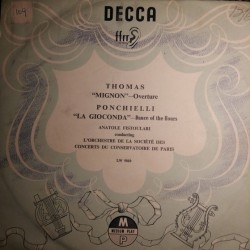 DECCA
ffrr
THOMAS
"MIGNON"—Overture
PONCHIELLI
"LA GIOCONDA"—Dance of the Hours
ANATOLE FISTOULARI
conducting
L'ORCHESTRE DE LA SOCIÉTÉ DES
CONCERTS DU CONSERVATOIRE DE PARIS
M
MEDIUM PLAY
P